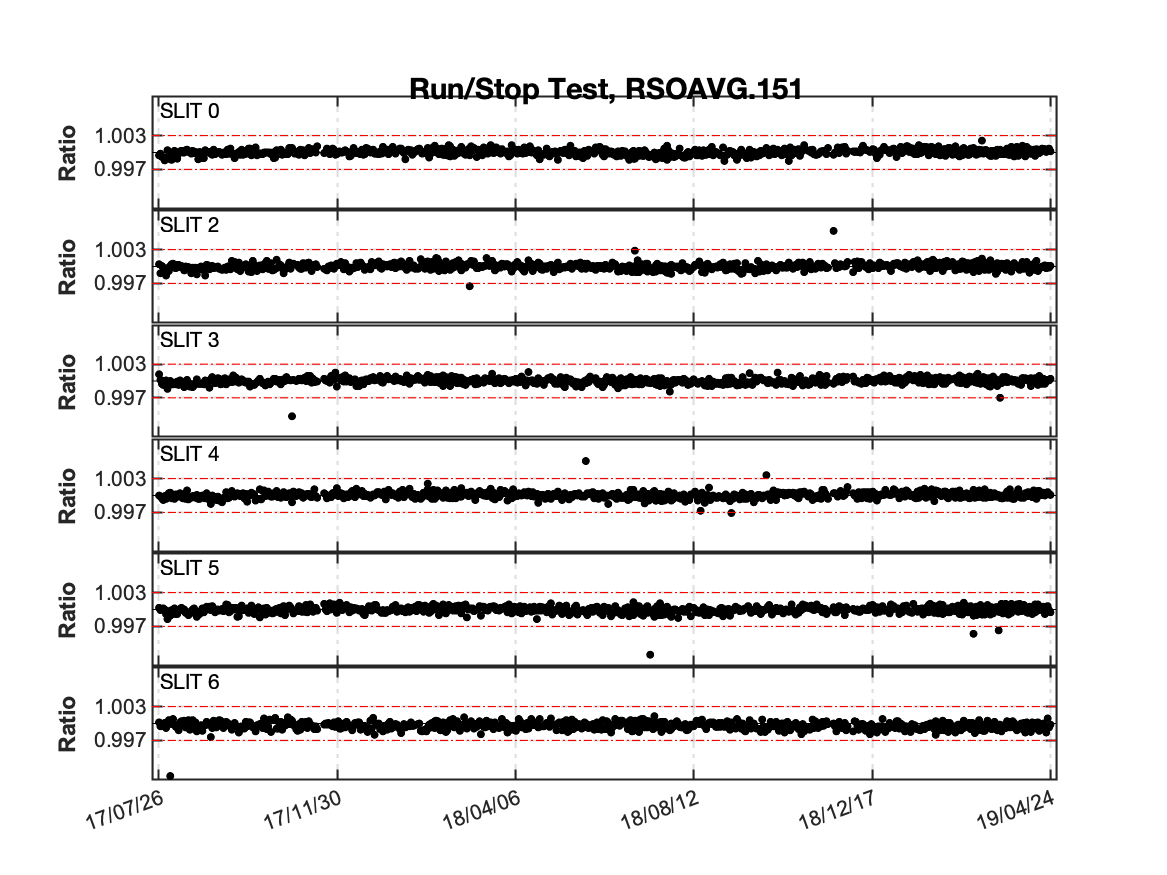 Run/Stop Test, RSOAVG.151
SLIT 0
Ratio
1.003
0.997
SLIT 2
Ratio
1.003
0.997
SLIT 3
Ratio
1.003
0.997
SLIT 4
Ratio
1.003
0.997
SLIT 5
Ratio
1.003
0.997
SLIT 6
Ratio
1.003
0.997
17/07/26 17/11/30 18/04/06 18/08/12 18/12/17 19/04/24